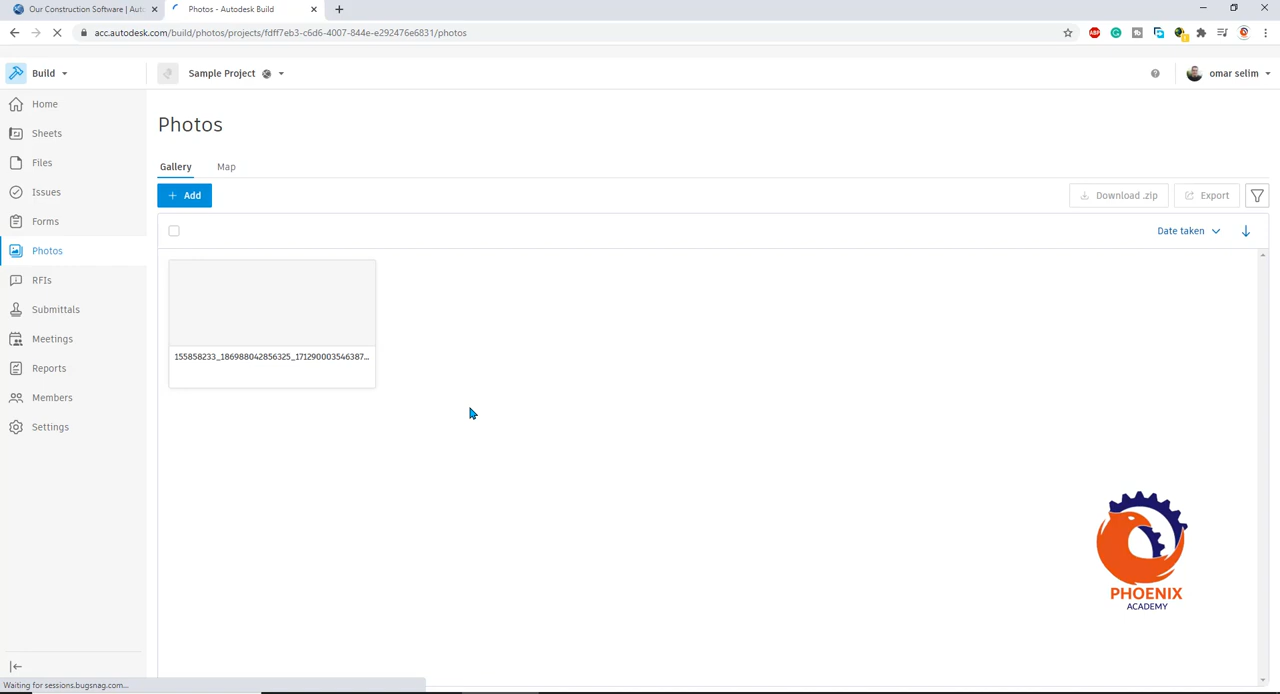 Our Construction Software | Aut
Photos - Autodesk Build
acc.autodesk.com/build/photos/projects/fdff7eb3-c6d6-4007-844e-e292476e6831/photos
ABP
Build
Sample Project
omar selim
Home
Sheets
Files
Issues
Forms
Photos
RFIs
Submittals
Meetings
Reports
Members
Settings
Photos
Gallery
Map
+ Add
Download .zip
Export
Date taken
155858233_186988042856325_171290003546387...
PHOENIX
ACADEMY
Waiting for sessions.bugsnag.com...